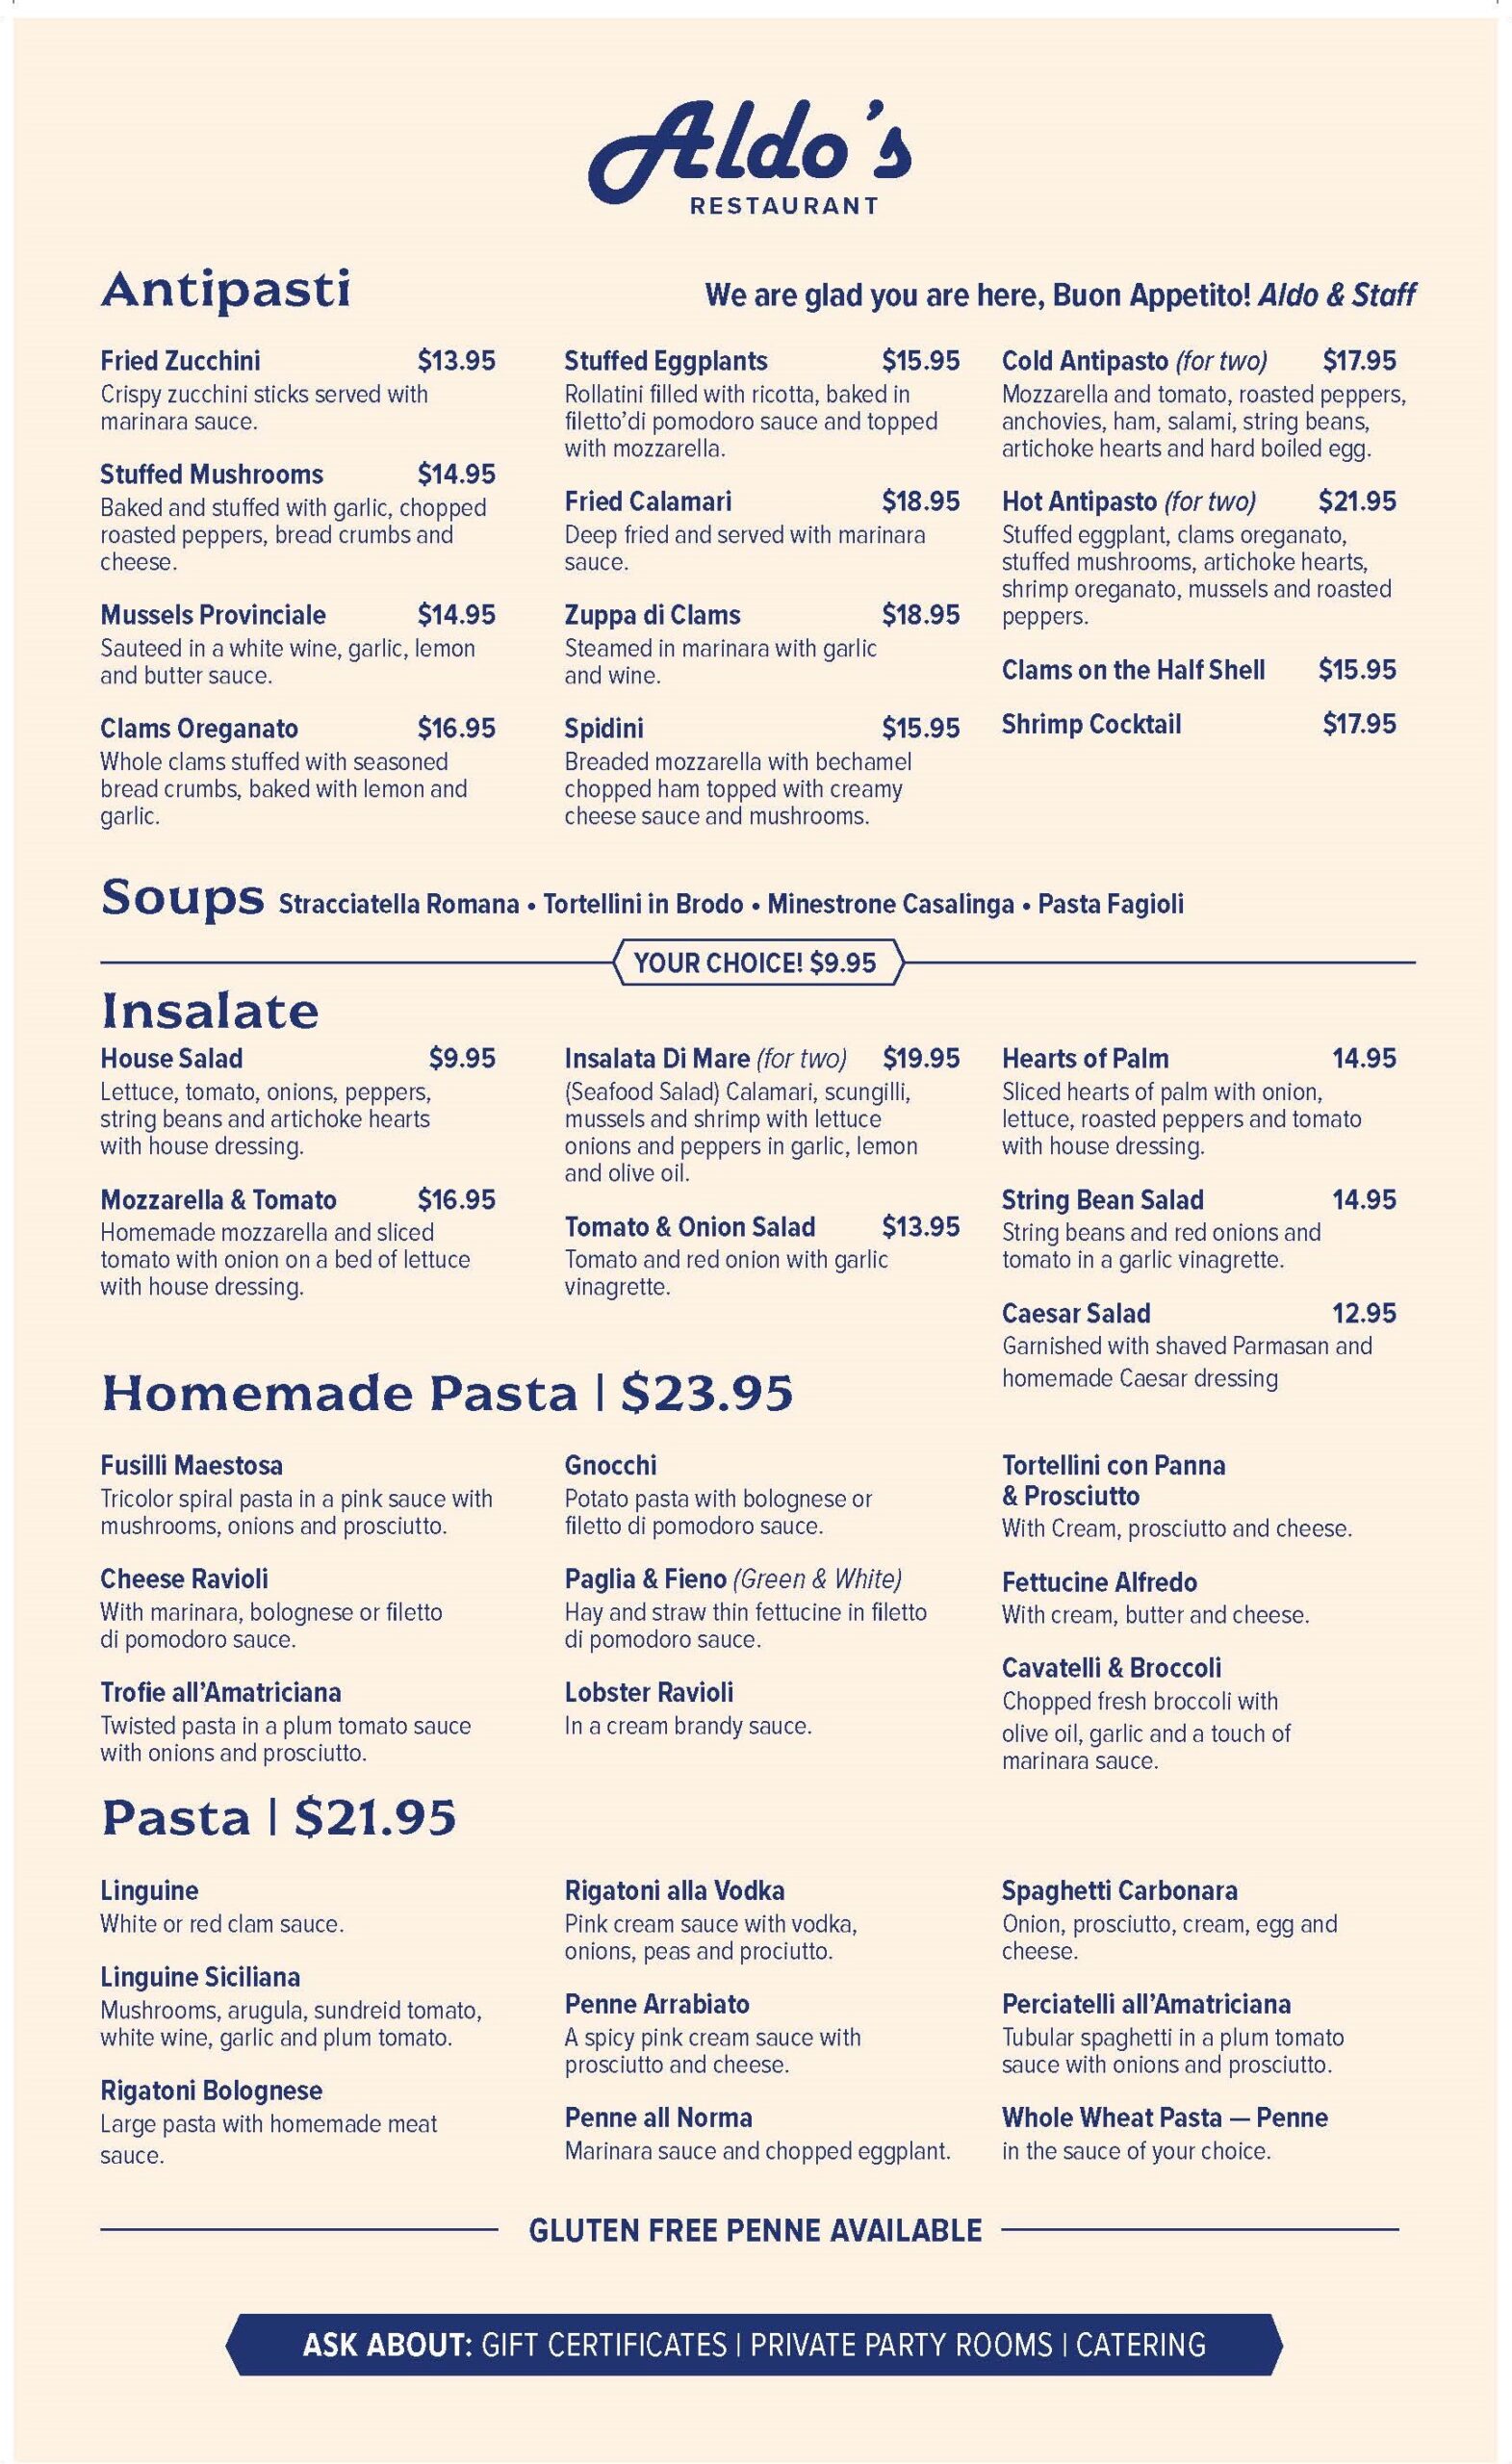 Aldo's
RESTAURANT
Antipasti
We are glad you are here, Buon Appetito! Aldo & Staff
Fried Zucchini $13.95
Crispy zucchini sticks served with
marinara sauce.
Stuffed Mushrooms $14.95
Baked and stuffed with garlic, chopped
roasted peppers, bread crumbs and
cheese.
Mussels Provinciale $14.95
Sauteed in a white wine, garlic, lemon
and butter sauce.
Clams Oreganato $16.95
Whole clams stuffed with seasoned
bread crumbs, baked with lemon and
garlic.
Stuffed Eggplants $15.95
Rollatini filled with ricotta, baked in
filetto'di pomodoro sauce and topped
with mozzarella.
Fried Calamari $18.95
Deep fried and served with marinara
sauce.
Zuppa di Clams $18.95
Steamed in marinara with garlic
and wine.
Spidini $15.95
Breaded mozzarella with bechamel
chopped ham topped with creamy
cheese sauce and mushrooms.
Cold Antipasto (for two) $17.95
Mozzarella and tomato, roasted peppers,
anchovies, ham, salami, string beans,
artichoke hearts and hard boiled egg.
Hot Antipasto (for two) $21.95
Stuffed eggplant, clams oreganato,
stuffed mushrooms, artichoke hearts,
shrimp oreganato, mussels and roasted
peppers.
Clams on the Half Shell $15.95
Shrimp Cocktail $17.95
Soups Stracciatella Romana • Tortellini in Brodo • Minestrone Casalinga • Pasta Fagioli
YOUR CHOICE! $9.95
Insalate
House Salad $9.95
Lettuce, tomato, onions, peppers,
string beans and artichoke hearts
with house dressing.
Mozzarella & Tomato $16.95
Homemade mozzarella and sliced
tomato with onion on a bed of lettuce
with house dressing.
Insalata Di Mare (for two) $19.95
(Seafood Salad) Calamari, scungilli,
mussels and shrimp with lettuce
onions and peppers in garlic, lemon
and olive oil.
Tomato & Onion Salad $13.95
Tomato and red onion with garlic
vinagrette.
Hearts of Palm 14.95
Sliced hearts of palm with onion,
lettuce, roasted peppers and tomato
with house dressing.
String Bean Salad 14.95
String beans and red onions and
tomato in a garlic vinagrette.
Caesar Salad 12.95
Garnished with shaved Parmasan and
homemade Caesar dressing
Homemade Pasta | $23.95
Fusilli Maestosa
Tricolor spiral pasta in a pink sauce with
mushrooms, onions and prosciutto.
Cheese Ravioli
With marinara, bolognese or filetto
di pomodoro sauce.
Trofie all'Amatriciana
Twisted pasta in a plum tomato sauce
with onions and prosciutto.
Gnocchi
Potato pasta with bolognese or
filetto di pomodoro sauce.
Paglia & Fieno (Green & White)
Hay and straw thin fettucine in filetto
di pomodoro sauce.
Lobster Ravioli
In a cream brandy sauce.
Tortellini con Panna
& Prosciutto
With Cream, prosciutto and cheese.
Fettucine Alfredo
With cream, butter and cheese.
Cavatelli & Broccoli
Chopped fresh broccoli with
olive oil, garlic and a touch of
marinara sauce.
Pasta | $21.95
Linguine
White or red clam sauce.
Linguine Siciliana
Mushrooms, arugula, sundreid tomato,
white wine, garlic and plum tomato.
Rigatoni Bolognese
Large pasta with homemade meat
sauce.
Rigatoni alla Vodka
Pink cream sauce with vodka,
onions, peas and prociutto.
Penne Arrabiato
A spicy pink cream sauce with
prosciutto and cheese.
Penne all Norma
Marinara sauce and chopped eggplant.
Spaghetti Carbonara
Onion, prosciutto, cream, egg and
cheese.
Perciatelli all'Amatriciana
Tubular spaghetti in a plum tomato
sauce with onions and prosciutto.
Whole Wheat Pasta — Penne
in the sauce of your choice.
GLUTEN FREE PENNE AVAILABLE
ASK ABOUT: GIFT CERTIFICATES | PRIVATE PARTY ROOMS | CATERING